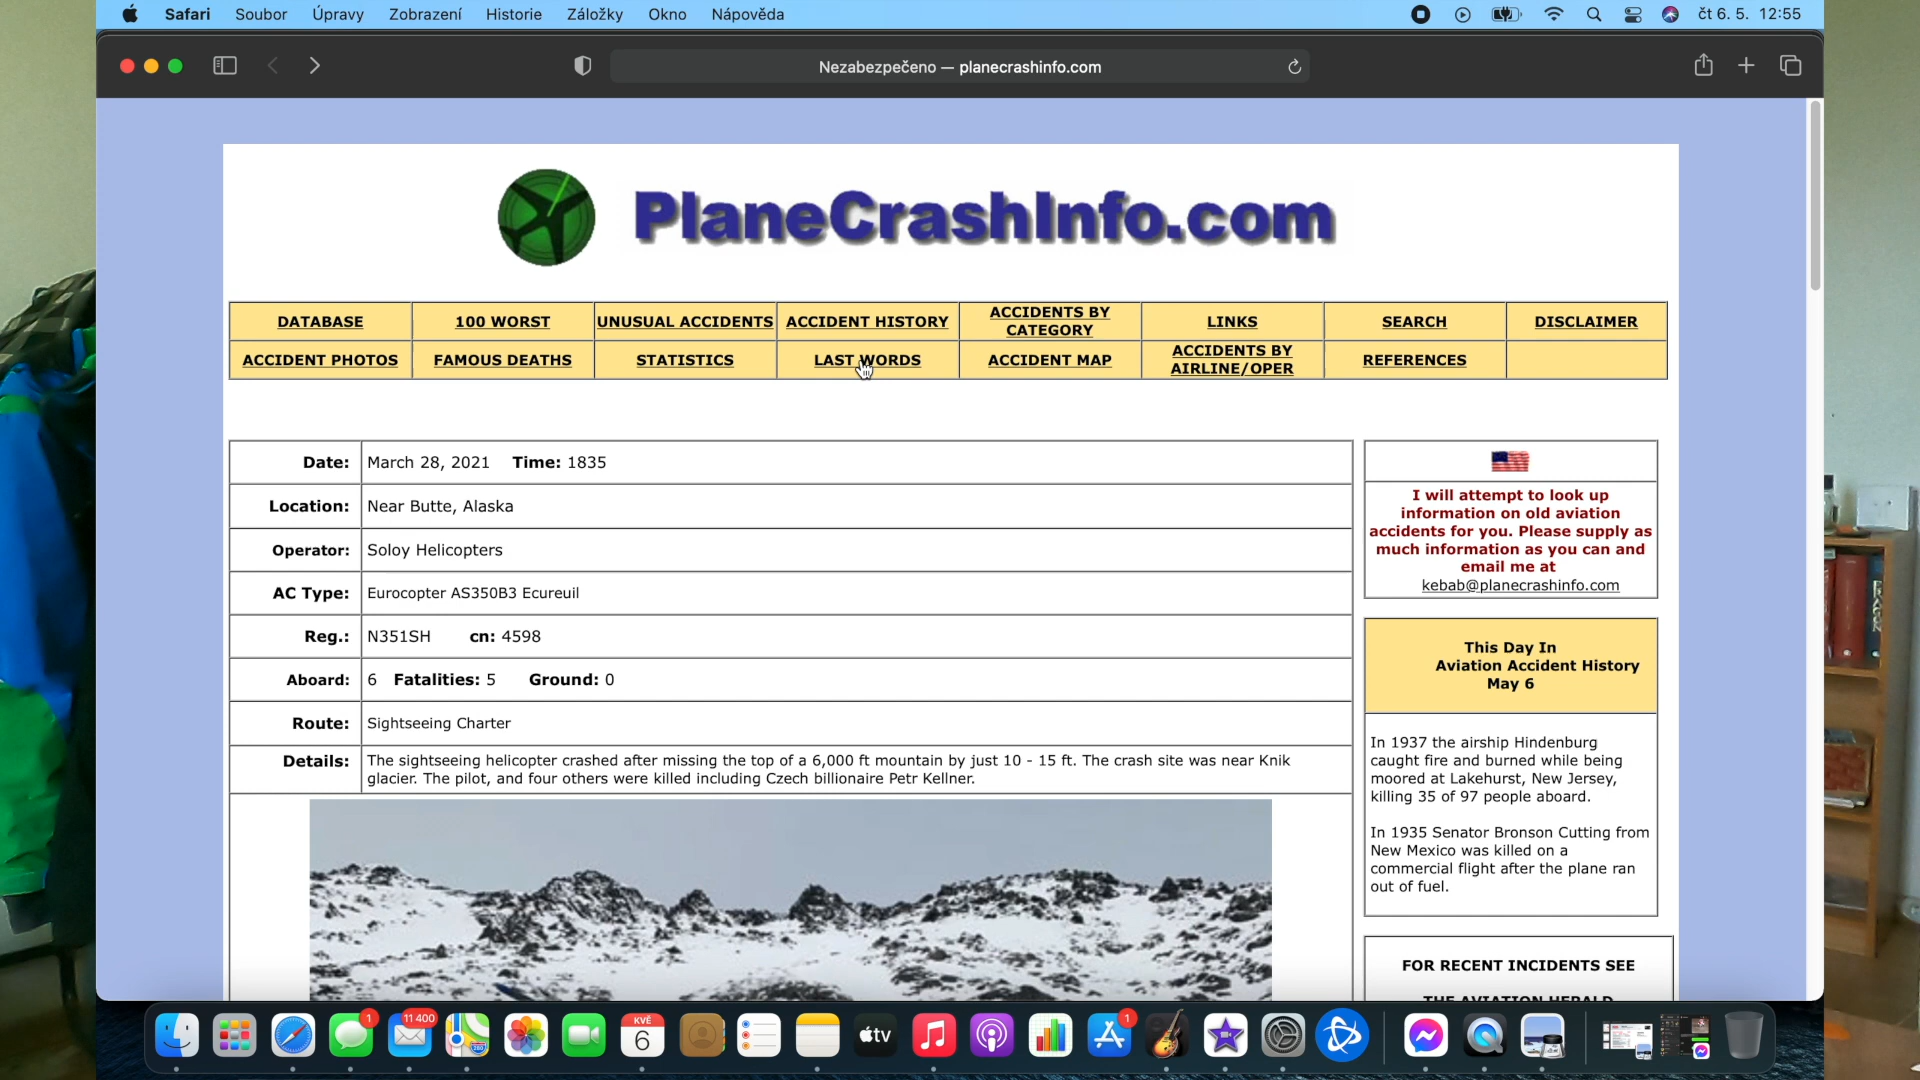 Safari Soubor Úpravy Zobrazení Historie Záložky Okno Nápověda čt 6. 5. 12:55
Nezabezpečeno — planecrashinfo.com
PlaneCrashInfo.com
DATABASE 100 WORST UNUSUAL ACCIDENTS ACCIDENT HISTORY ACCIDENTS BY CATEGORY LINKS SEARCH DISCLAIMER
ACCIDENT PHOTOS FAMOUS DEATHS STATISTICS LAST WORDS ACCIDENT MAP ACCIDENTS BY AIRLINE/OPER REFERENCES
Date: March 28, 2021 Time: 1835
Location: Near Butte, Alaska
Operator: Soloy Helicopters
AC Type: Eurocopter AS350B3 Ecureuil
Reg.: N351SH cn: 4598
Aboard: 6 Fatalities: 5 Ground: 0
Route: Sightseeing Charter
Details: The sightseeing helicopter crashed after missing the top of a 6,000 ft mountain by just 10 - 15 ft. The crash site was near Knik
glacier. The pilot, and four others were killed including Czech billionaire Petr Kellner.
I will attempt to look up
information on old aviation
accidents for you. Please supply as
much information as you can and
email me at
kebab@planecrashinfo.com
This Day In
Aviation Accident History
May 6
In 1937 the airship Hindenburg
caught fire and burned while being
moored at Lakehurst, New Jersey,
killing 35 of 97 people aboard.
In 1935 Senator Bronson Cutting from
New Mexico was killed on a
commercial flight after the plane ran
out of fuel.
FOR RECENT INCIDENTS SEE
THE AVIATION HERALD
1
11 400
KVĚ
6
tv
1